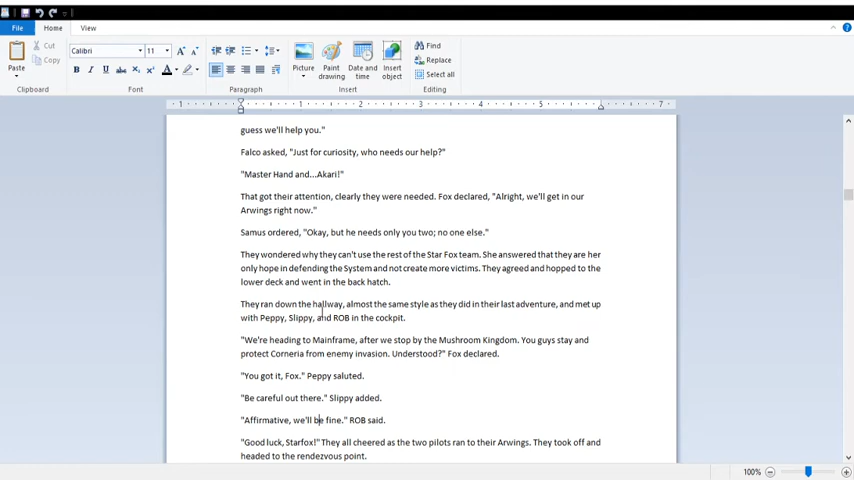 File Home View
Cut
Copy
Paste
Clipboard
Calibri 11
B I U abc X₂ X² A
Font
Paragraph
Picture Paint drawing Date and time Insert object
Insert
Find
Replace
Select all
Editing
1 1 2 3 4 5 7
guess we'll help you."
Falco asked, "Just for curiosity, who needs our help?"
"Master Hand and...Akari!"
That got their attention, clearly they were needed. Fox declared, "Alright, we'll get in our
Arwings right now."
Samus ordered, "Okay, but he needs only you two; no one else."
They wondered why they can't use the rest of the Star Fox team. She answered that they are her
only hope in defending the System and not create more victims. They agreed and hopped to the
lower deck and went in the back hatch.
They ran down the hallway, almost the same style as they did in their last adventure, and met up
with Peppy, Slippy, and ROB in the cockpit.
"We're heading to Mainframe, after we stop by the Mushroom Kingdom. You guys stay and
protect Corneria from enemy invasion. Understood?" Fox declared.
"You got it, Fox." Peppy saluted.
"Be careful out there." Slippy added.
"Affirmative, we'll be fine." ROB said.
"Good luck, Starfox!" They all cheered as the two pilots ran to their Arwings. They took off and
headed to the rendezvous point.
100%